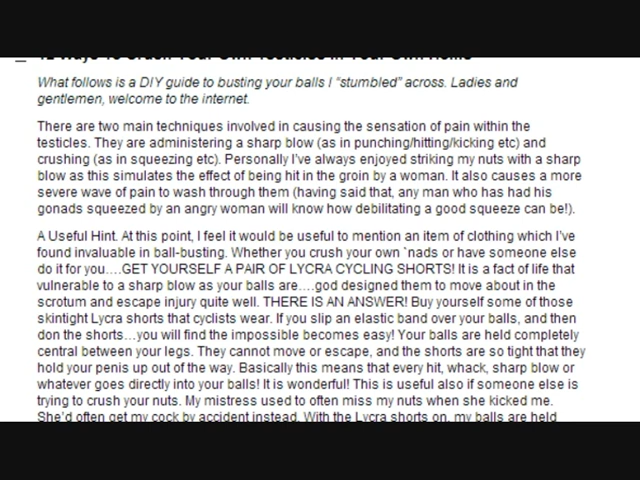 12 Ways To Crush Your Own Testicles In Your Own Home
What follows is a DIY guide to busting your balls I “stumbled” across. Ladies and
gentlemen, welcome to the internet.
There are two main techniques involved in causing the sensation of pain within the
testicles. They are administering a sharp blow (as in punching/hitting/kicking etc) and
crushing (as in squeezing etc). Personally I've always enjoyed striking my nuts with a sharp
blow as this simulates the effect of being hit in the groin by a woman. It also causes a more
severe wave of pain to wash through them (having said that, any man who has had his
gonads squeezed by an angry woman will know how debilitating a good squeeze can be!).
A Useful Hint. At this point, I feel it would be useful to mention an item of clothing which I've
found invaluable in ball-busting. Whether you crush your own `nads or have someone else
do it for you….GET YOURSELF A PAIR OF LYCRA CYCLING SHORTS! It is a fact of life that
vulnerable to a sharp blow as your balls are….god designed them to move about in the
scrotum and escape injury quite well. THERE IS AN ANSWER! Buy yourself some of those
skintight Lycra shorts that cyclists wear. If you slip an elastic band over your balls, and then
don the shorts…you will find the impossible becomes easy! Your balls are held completely
central between your legs. They cannot move or escape, and the shorts are so tight that they
hold your penis up out of the way. Basically this means that every hit, whack, sharp blow or
whatever goes directly into your balls! It is wonderful! This is useful also if someone else is
trying to crush your nuts. My mistress used to often miss my nuts when she kicked me.
She'd often get my cock by accident instead. With the Lycra shorts on, my balls are held